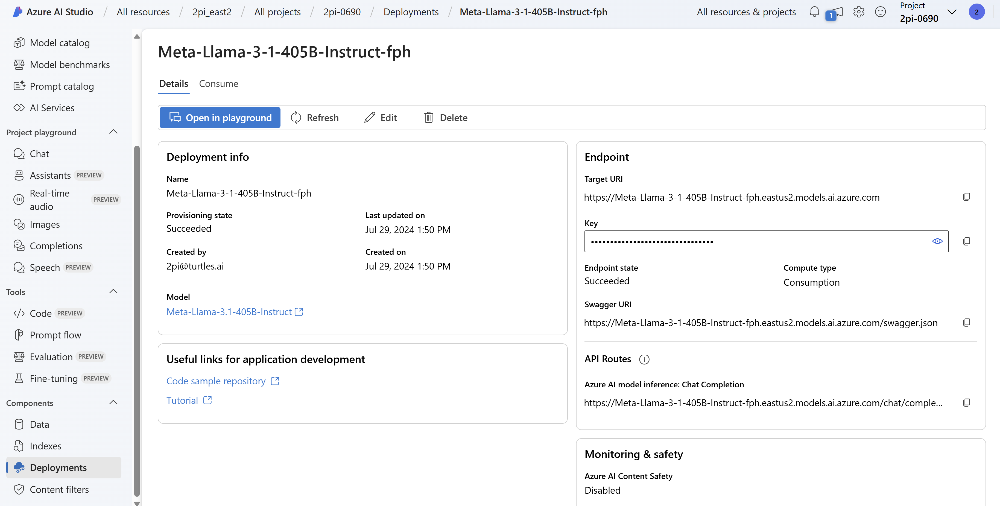 Azure AI Studio / All resources / 2pi_east2 / All projects / 2pi-0690 / Deployments / Meta-Llama-3-1-405B-Instruct-fph
All resources & projects
1
Project
2pi-0690
2
Model catalog
Model benchmarks
Prompt catalog
AI Services
Project playground
Chat
Assistants PREVIEW
Real-time
audio
PREVIEW
Images
Completions
Speech PREVIEW
Tools
Code PREVIEW
Prompt flow
Evaluation PREVIEW
Fine-tuning PREVIEW
Components
Data
Indexes
Deployments
Content filters
Meta-Llama-3-1-405B-Instruct-fph
Details Consume
Open in playground Refresh Edit Delete
Deployment info
Name
Meta-Llama-3-1-405B-Instruct-fph
Provisioning state
Succeeded
Last updated on
Jul 29, 2024 1:50 PM
Created by
2pi@turtles.ai
Created on
Jul 29, 2024 1:50 PM
Model
Meta-Llama-3.1-405B-Instruct
Useful links for application development
Code sample repository
Tutorial
Endpoint
Target URI
https://Meta-Llama-3-1-405B-Instruct-fph.eastus2.models.ai.azure.com
Key
••••••••••••••••••••••••••••••••
Endpoint state
Succeeded
Compute type
Consumption
Swagger URI
https://Meta-Llama-3-1-405B-Instruct-fph.eastus2.models.ai.azure.com/swagger.json
API Routes
Azure AI model inference: Chat Completion
https://Meta-Llama-3-1-405B-Instruct-fph.eastus2.models.ai.azure.com/chat/comple...
Monitoring & safety
Azure AI Content Safety
Disabled